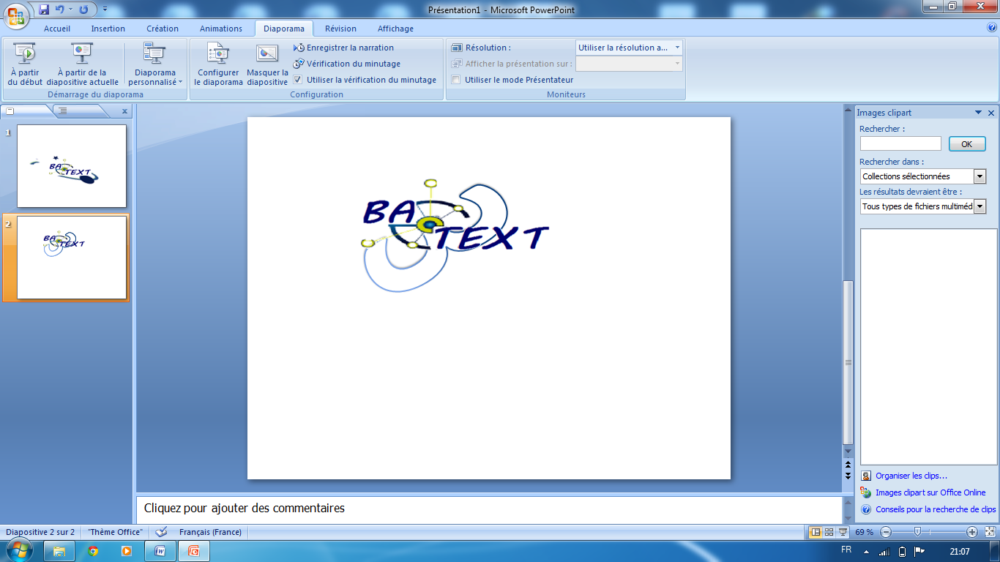 Présentation1 - Microsoft PowerPoint
Accueil Insertion Création Animations Diaporama Révision Affichage
À partir du début
À partir de la diapositive actuelle
Diaporama personnalisé
Démarrage du diaporama
Configurer le diaporama
Masquer la diapositive
Enregistrer la narration
Vérification du minutage
Utiliser la vérification du minutage
Configuration
Résolution :
Utiliser la résolution a...
Afficher la présentation sur :
Utiliser le mode Présentateur
Moniteurs
1
BA
TEXT
2
BA
TEXT
BA
TEXT
Images clipart
Rechercher :
OK
Rechercher dans :
Collections sélectionnées
Les résultats devraient être :
Tous types de fichiers multiméd
Organiser les clips...
Images clipart sur Office Online
Conseils pour la recherche de clips
Cliquez pour ajouter des commentaires
Diapositive 2 sur 2 "Thème Office" Français (France) 69 %
FR 21:07